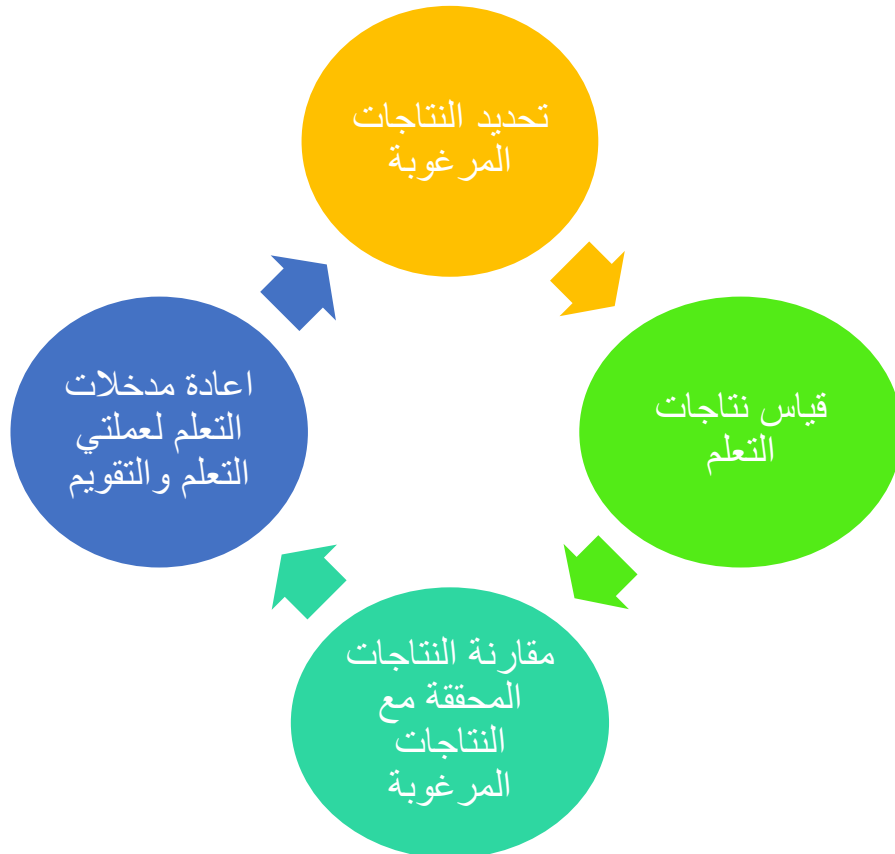 تحديد النتاجات
المرغوبة
قياس نتاجات
التعلم
مقارنة النتاجات
المحققة مع
النتاجات
المرغوبة
اعادة مدخلات
التعلم لعملتي
التعلم والتقويم